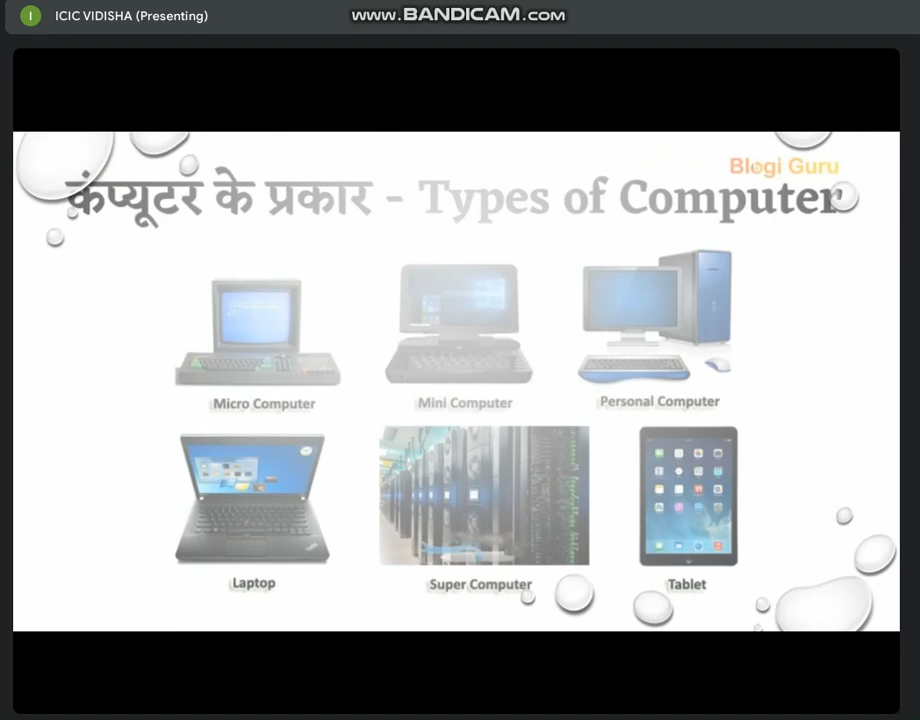 I ICIC VIDISHA (Presenting)
WWW.BANDICAM.COM
Blogi Guru
कंप्यूटर के प्रकार - Types of Computer
Micro Computer
Mini Computer
Personal Computer
Laptop
Super Computer
Tablet